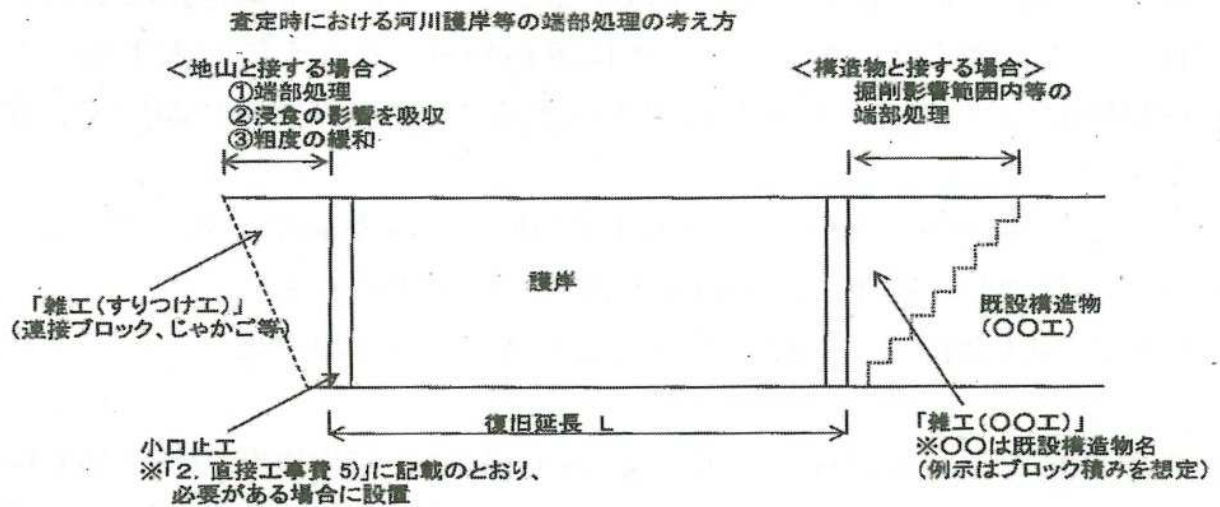 査定時における河川護岸等の端部処理の考え方
＜地山と接する場合＞
①端部処理
②浸食の影響を吸収
③粗度の緩和
＜構造物と接する場合＞
掘削影響範囲内等の
端部処理
護岸
「雑工(すりつけ工)」
(連接ブロック、じゃかご等)
既設構造物
(〇〇工)
復旧延長 L
小口止工
※「2. 直接工事費 5)」に記載のとおり、
必要がある場合に設置
「雑工(〇〇工)」
※〇〇は既設構造物名
(例示はブロック積みを想定)